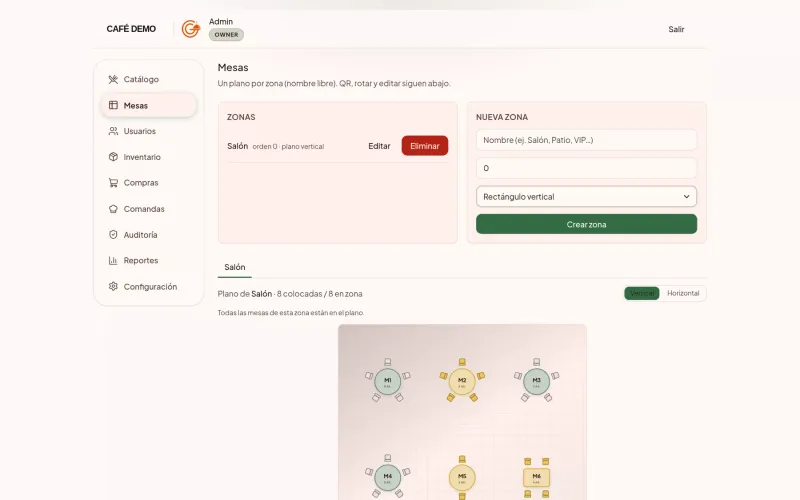 CAFÉ DEMO
Admin
OWNER
Salir
Catálogo
Mesas
Usuarios
Inventario
Compras
Comandas
Auditoría
Reportes
Configuración
Mesas
Un plano por zona (nombre libre). QR, rotar y editar siguen abajo.
ZONAS
Salón orden 0 · plano vertical
Editar
Eliminar
NUEVA ZONA
Nombre (ej. Salón, Patio, VIP...)
0
Rectángulo vertical
Crear zona
Salón
Plano de Salón · 8 colocadas / 8 en zona
Vertical
Horizontal
Todas las mesas de esta zona están en el plano.
M1
M2
M3
M4
M5
M6